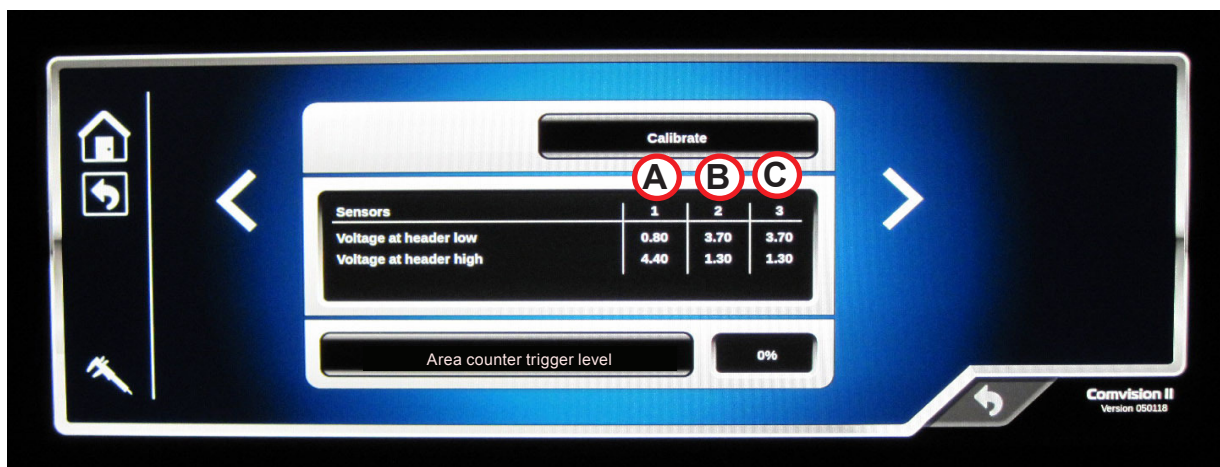 Calibrate
A B C
Sensors 1 2 3
Voltage at header low 0.80 3.70 3.70
Voltage at header high 4.40 1.30 1.30
Area counter trigger level 0%
Comvision II
Version 050118